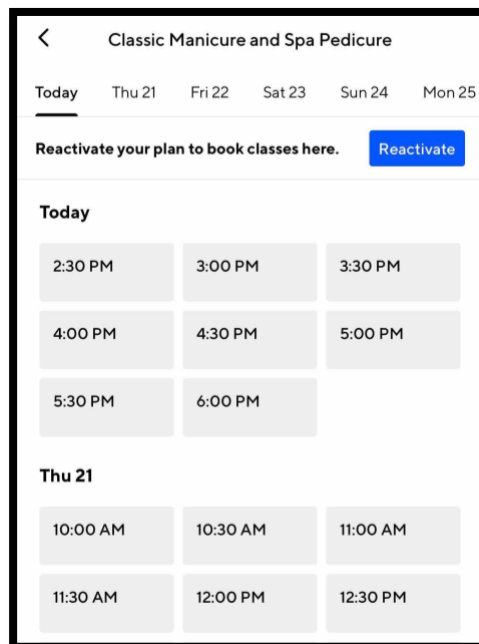 Classic Manicure and Spa Pedicure
Today Thu 21 Fri 22 Sat 23 Sun 24 Mon 25
Reactivate your plan to book classes here. Reactivate
Today
2:30 PM 3:00 PM 3:30 PM
4:00 PM 4:30 PM 5:00 PM
5:30 PM 6:00 PM
Thu 21
10:00 AM 10:30 AM 11:00 AM
11:30 AM 12:00 PM 12:30 PM